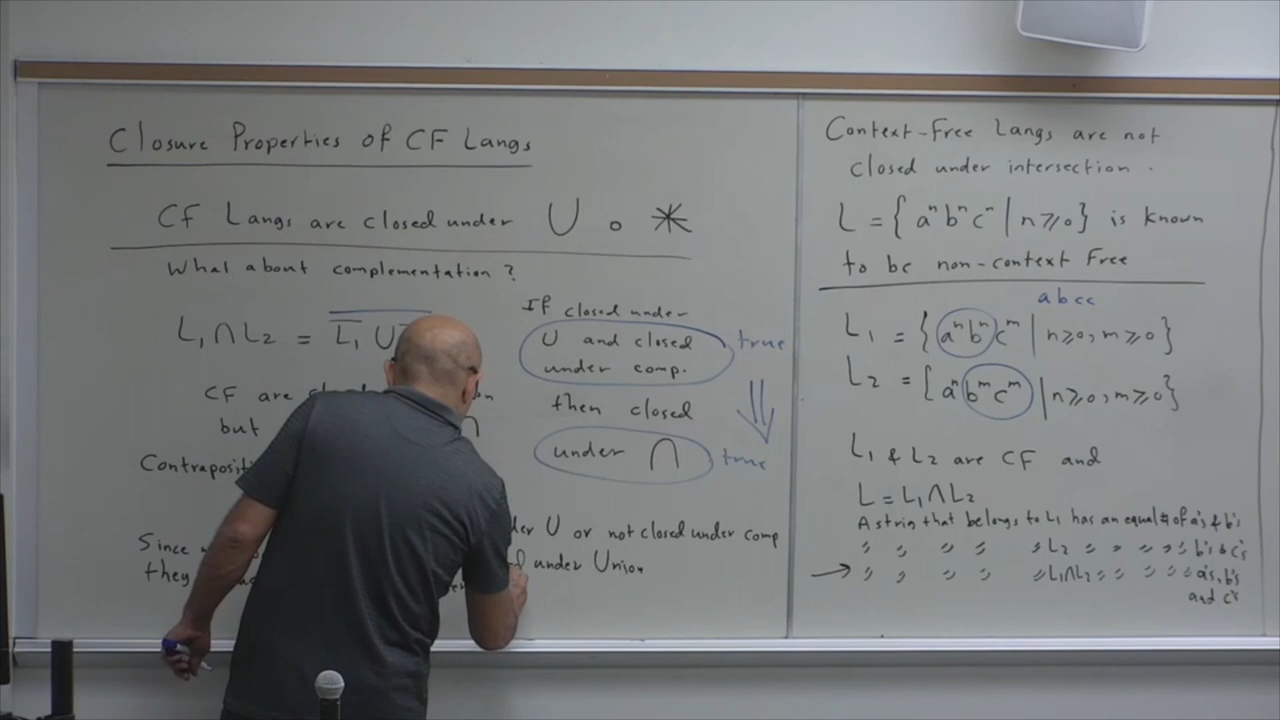 Closure Properties of CF Langs
CF Langs are closed under ∪ ∘ *
What about complementation?
L₁∩L₂ = L̅₁ ∪
CF are
but ∩
Since
they
If closed under
∪ and closed
under comp.
then closed
under ∩
true
⇓
true
∪ or not closed under comp
under Union
Context-Free Langs are not
closed under intersection.
L = { aⁿbⁿcⁿ | n⩾0 } is known
to be non-context Free
abcc
L₁ = { aⁿbⁿcᵐ | n⩾0, m⩾0 }
L₂ = { aⁿbᵐcᵐ | n⩾0, m⩾0 }
L₁ & L₂ are CF and
L = L₁∩L₂
A string that belongs to L₁ has an equal # of a's & b's
〃 〃 〃 〃 〃 L₂ 〃 〃 〃 〃 〃 b's & c's
→ 〃 〃 〃 〃 〃 L₁∩L₂ 〃 〃 〃 〃 〃 a's, b's
and c's